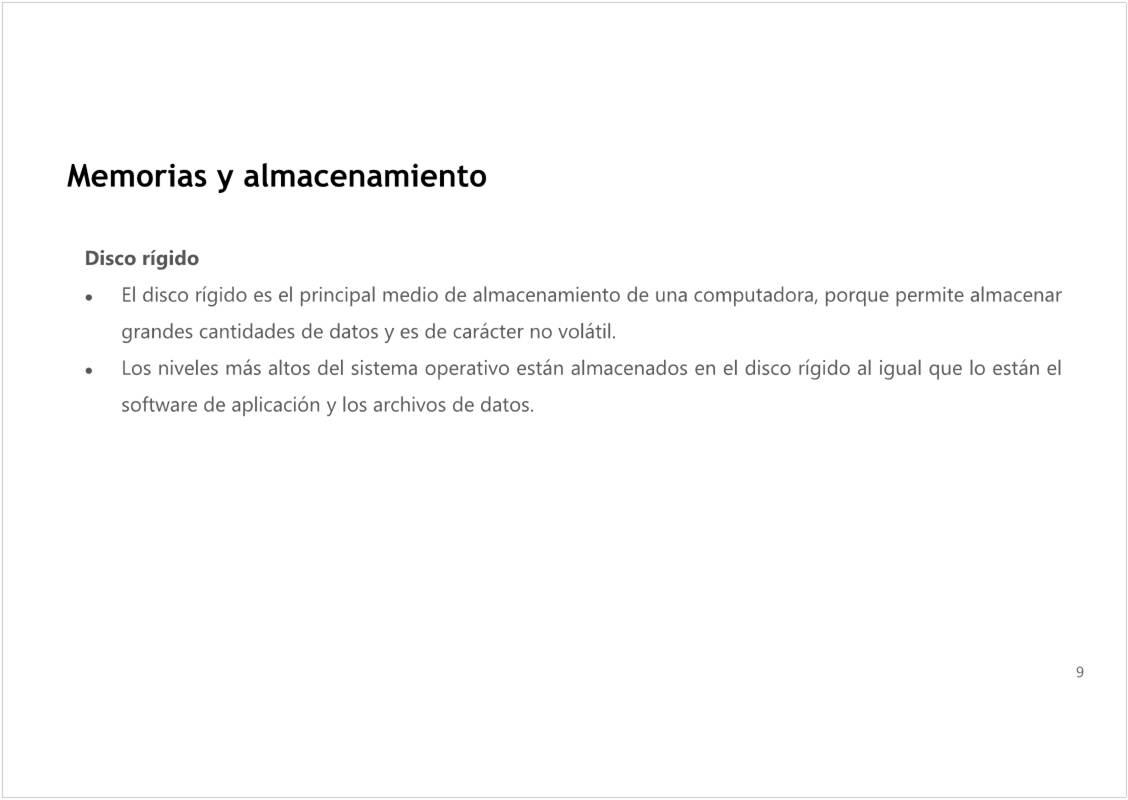 Memorias y almacenamiento
Disco rígido
• El disco rígido es el principal medio de almacenamiento de una computadora, porque permite almacenar
grandes cantidades de datos y es de carácter no volátil.
• Los niveles más altos del sistema operativo están almacenados en el disco rígido al igual que lo están el
software de aplicación y los archivos de datos.
9